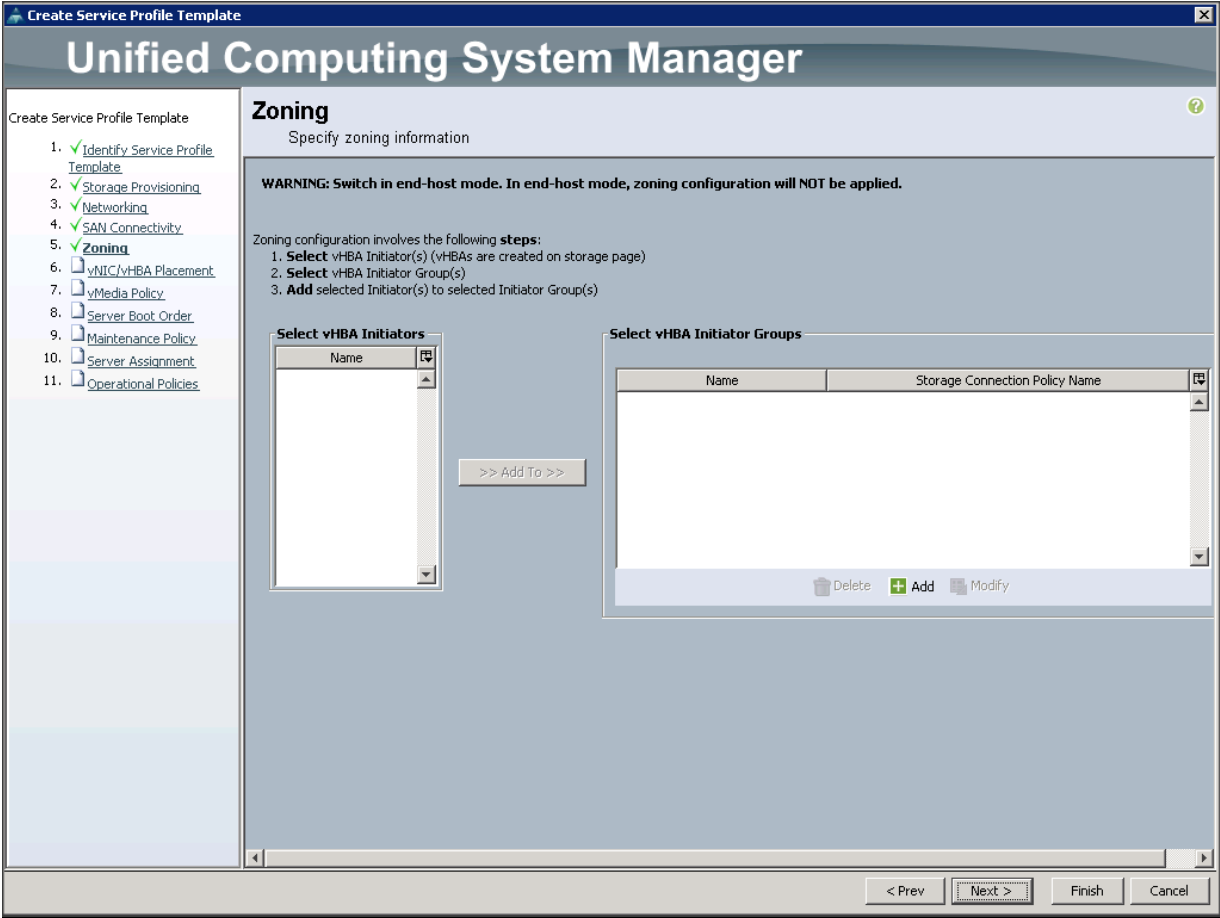 Create Service Profile Template
Unified Computing System Manager
Create Service Profile Template
1. Identify Service Profile
Template
2. Storage Provisioning
3. Networking
4. SAN Connectivity
5. Zoning
6. vNIC/vHBA Placement
7. vMedia Policy
8. Server Boot Order
9. Maintenance Policy
10. Server Assignment
11. Operational Policies
Zoning
Specify zoning information
WARNING: Switch in end-host mode. In end-host mode, zoning configuration will NOT be applied.
Zoning configuration involves the following steps:
1. Select vHBA Initiator(s) (vHBAs are created on storage page)
2. Select vHBA Initiator Group(s)
3. Add selected Initiator(s) to selected Initiator Group(s)
Select vHBA Initiators
Name
>> Add To >>
Select vHBA Initiator Groups
Name Storage Connection Policy Name
Delete Add Modify
< Prev Next > Finish Cancel